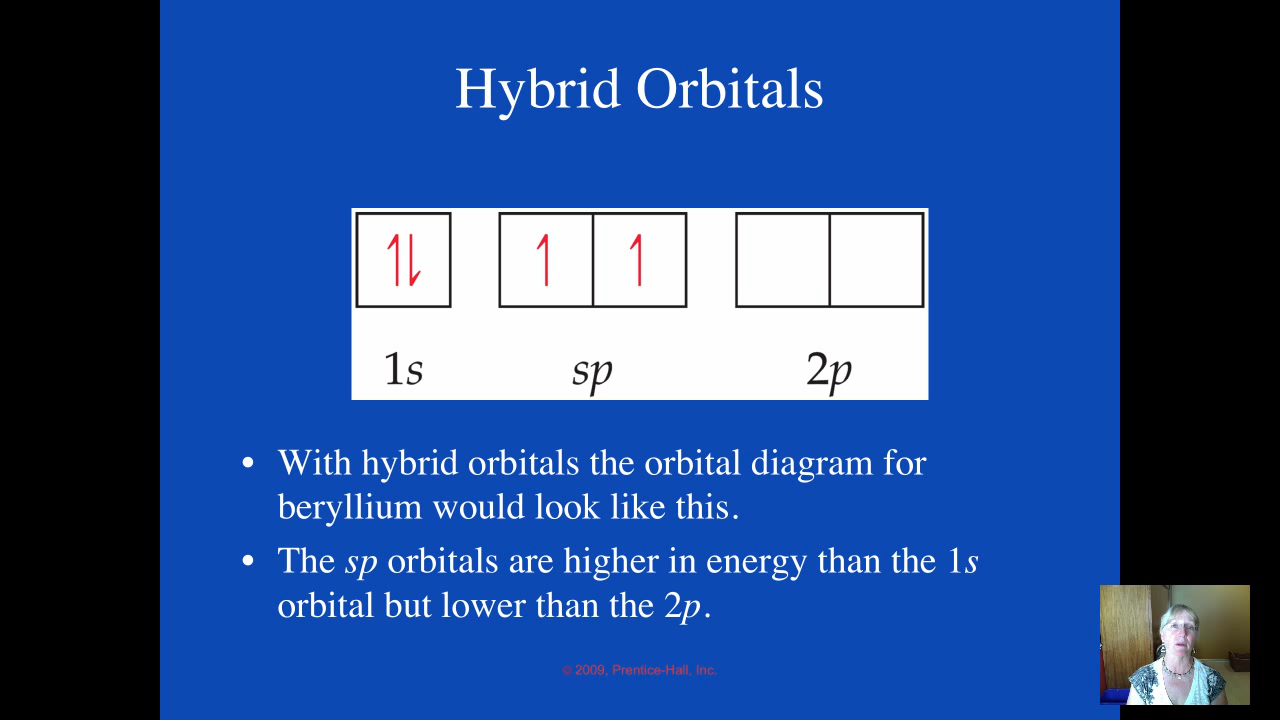 Hybrid Orbitals
1s sp 2p
• With hybrid orbitals the orbital diagram for
beryllium would look like this.
• The sp orbitals are higher in energy than the 1s
orbital but lower than the 2p.
© 2009, Prentice-Hall, Inc.